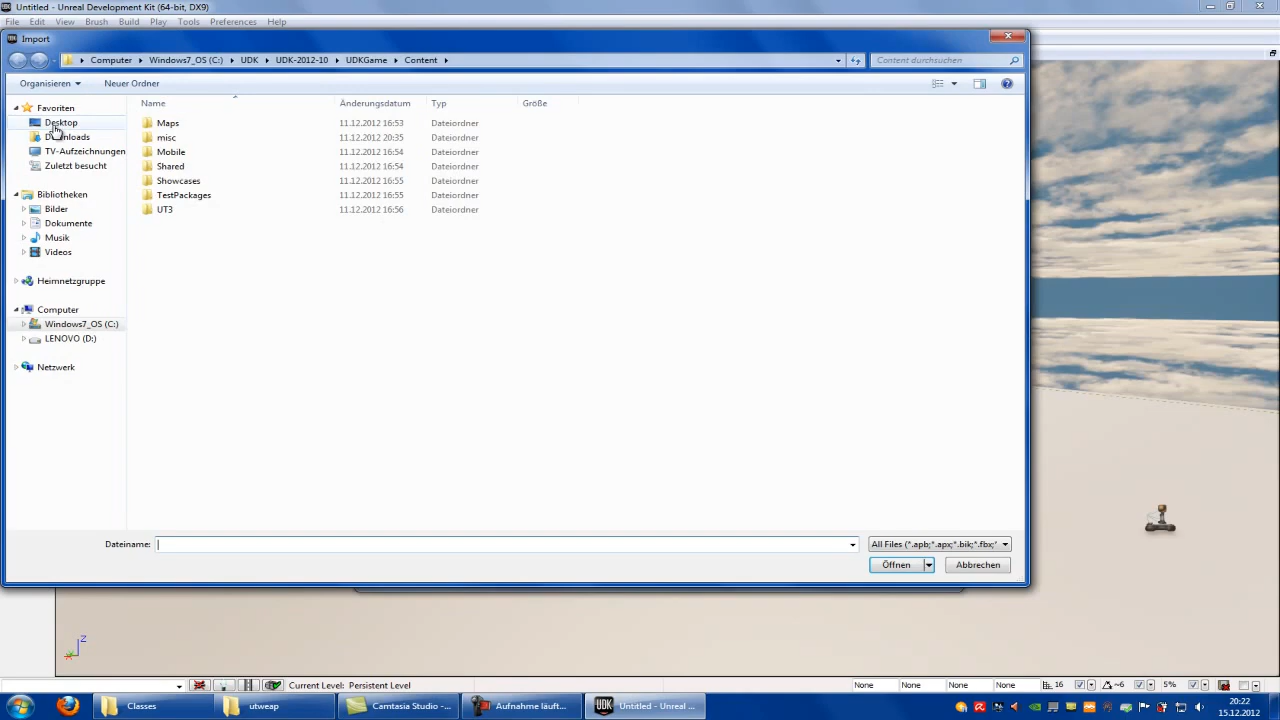 Untitled - Unreal Development Kit (64-bit, DX9)
File Edit View Brush Build Play Tools Preferences Help
Import
Computer Windows7_OS (C:) UDK UDK-2012-10 UDKGame Content
Content durchsuchen
Organisieren Neuer Ordner
Name Änderungsdatum Typ Größe
Favoriten
Desktop
Downloads
TV-Aufzeichnungen
Zuletzt besucht
Bibliotheken
Bilder
Dokumente
Musik
Videos
Heimnetzgruppe
Computer
Windows7_OS (C:)
LENOVO (D:)
Netzwerk
Maps 11.12.2012 16:53 Dateiordner
misc 11.12.2012 20:35 Dateiordner
Mobile 11.12.2012 16:54 Dateiordner
Shared 11.12.2012 16:54 Dateiordner
Showcases 11.12.2012 16:55 Dateiordner
TestPackages 11.12.2012 16:55 Dateiordner
UT3 11.12.2012 16:56 Dateiordner
Dateiname:
All Files (*.apb;*.apx;*.bik;*.fbx;*
Öffnen Abbrechen
Z
Current Level: Persistent Level
None None None None 16 ~6 5%
UDK
Classes utweap Camtasia Studio -... Aufnahme läuft... Untitled - Unreal ...
20:22
15.12.2012